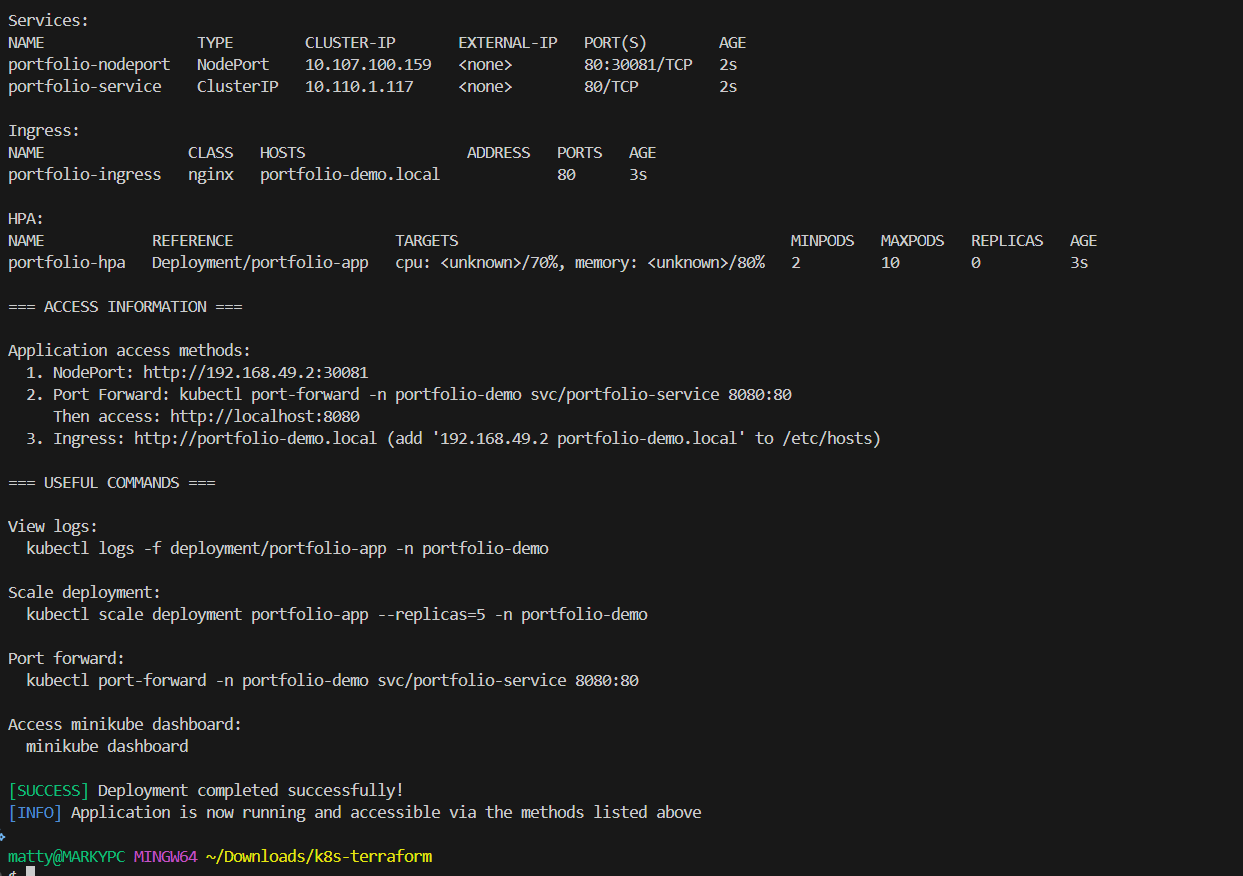 Services:
NAME                 TYPE        CLUSTER-IP       EXTERNAL-IP   PORT(S)        AGE
portfolio-nodeport   NodePort    10.107.100.159   <none>        80:30081/TCP   2s
portfolio-service    ClusterIP   10.110.1.117     <none>        80/TCP         2s

Ingress:
NAME                CLASS   HOSTS                  ADDRESS   PORTS   AGE
portfolio-ingress   nginx   portfolio-demo.local             80      3s

HPA:
NAME            REFERENCE                  TARGETS                                     MINPODS   MAXPODS   REPLICAS   AGE
portfolio-hpa   Deployment/portfolio-app   cpu: <unknown>/70%, memory: <unknown>/80%   2         10        0          3s

=== ACCESS INFORMATION ===

Application access methods:
  1. NodePort: http://192.168.49.2:30081
  2. Port Forward: kubectl port-forward -n portfolio-demo svc/portfolio-service 8080:80
     Then access: http://localhost:8080
  3. Ingress: http://portfolio-demo.local (add '192.168.49.2 portfolio-demo.local' to /etc/hosts)

=== USEFUL COMMANDS ===

View logs:
  kubectl logs -f deployment/portfolio-app -n portfolio-demo

Scale deployment:
  kubectl scale deployment portfolio-app --replicas=5 -n portfolio-demo

Port forward:
  kubectl port-forward -n portfolio-demo svc/portfolio-service 8080:80

Access minikube dashboard:
  minikube dashboard

[SUCCESS] Deployment completed successfully!
[INFO] Application is now running and accessible via the methods listed above

matty@MARKYPC MINGW64 ~/Downloads/k8s-terraform